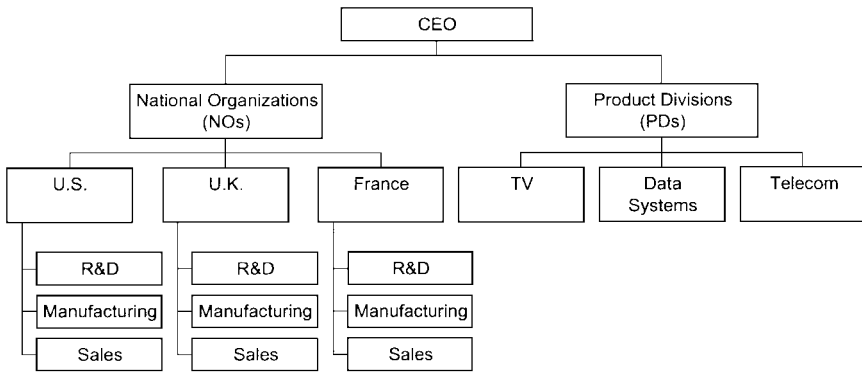 CEO
National Organizations
(NOs)
Product Divisions
(PDs)
U.S.
U.K.
France
TV
Data
Systems
Telecom
R&D
R&D
R&D
Manufacturing
Manufacturing
Manufacturing
Sales
Sales
Sales